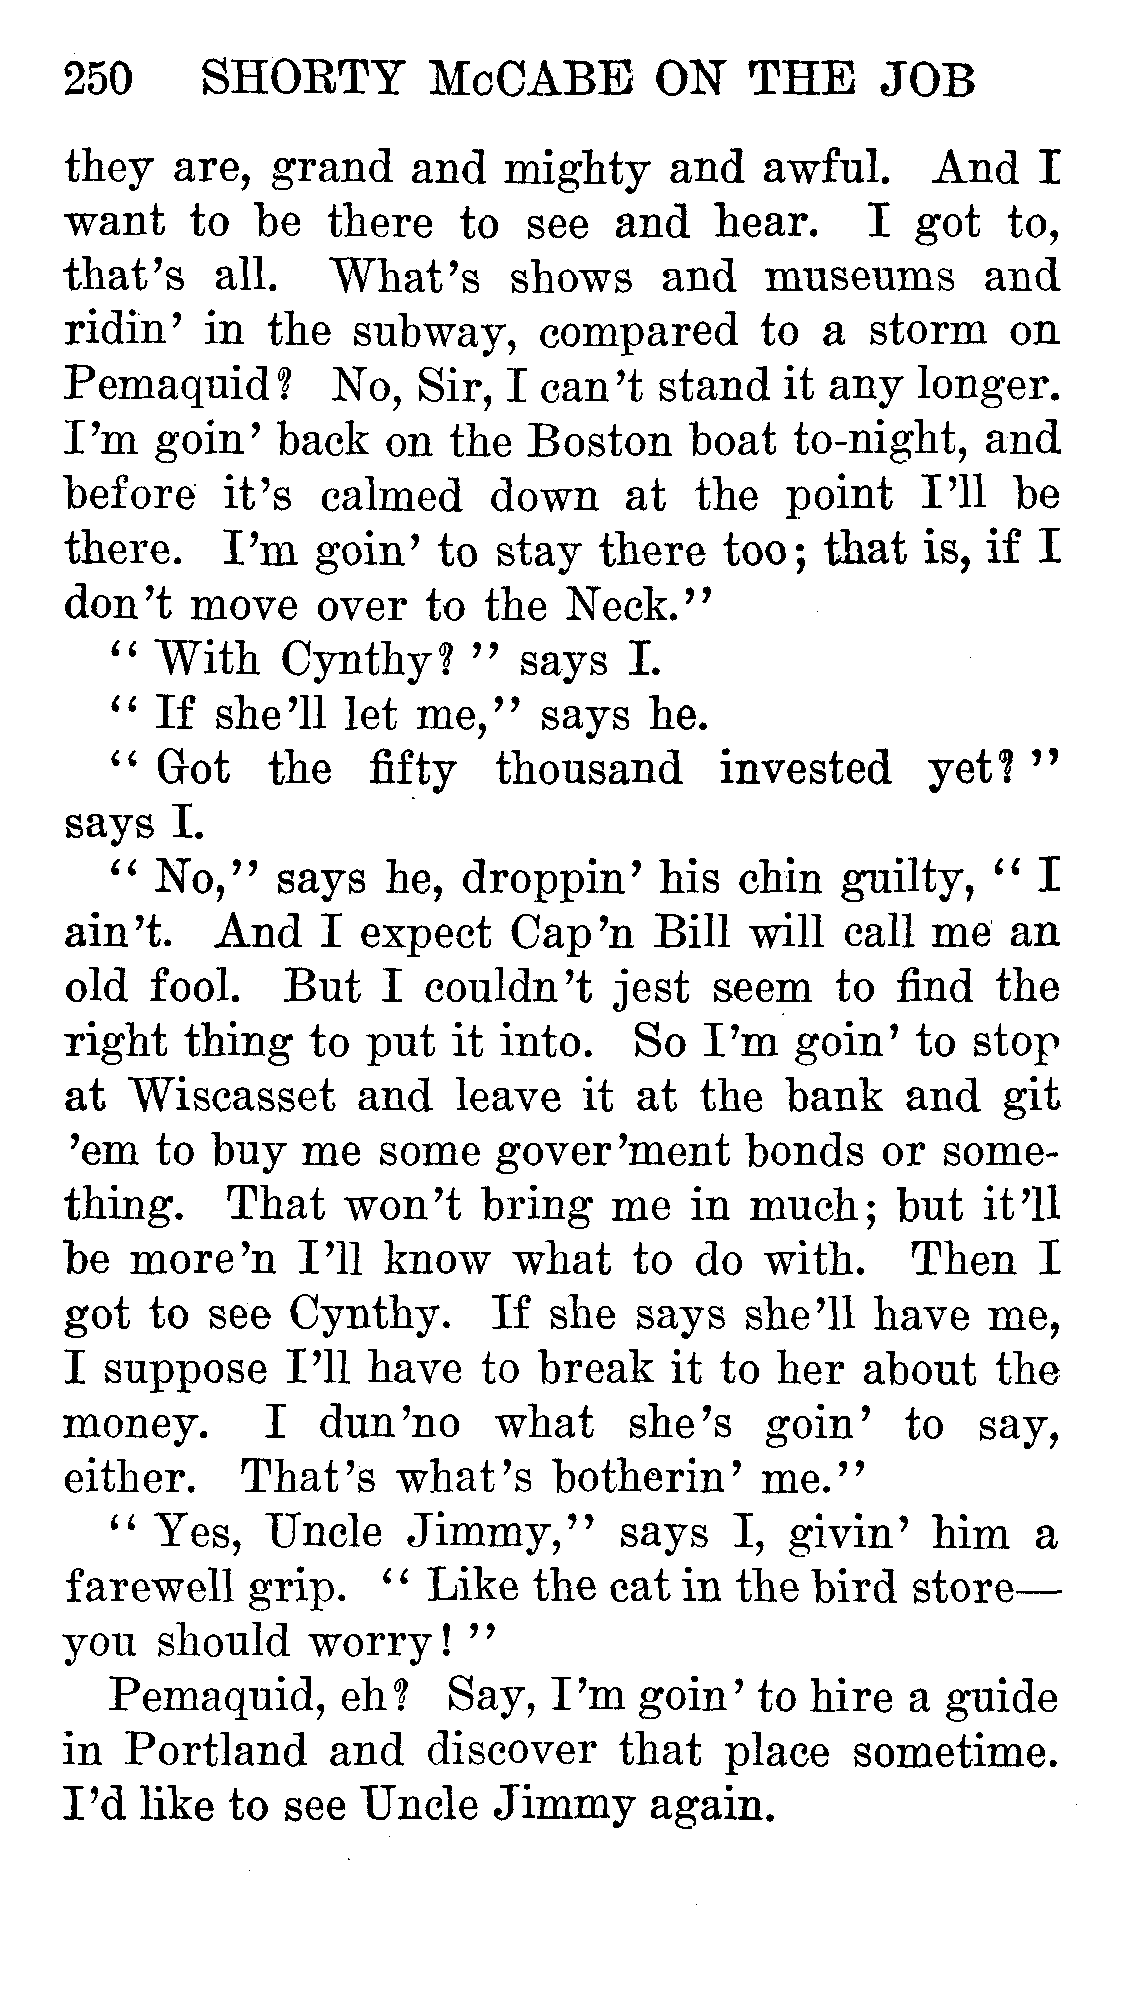 250 SHORTY McCABE ON THE JOB
they are, grand and mighty and awful. And I
want to be there to see and hear. I got to,
that's all. What's shows and museums and
ridin' in the subway, compared to a storm on
Pemaquid? No, Sir, I can't stand it any longer.
I'm goin' back on the Boston boat to-night, and
before it's calmed down at the point I'll be
there. I'm goin' to stay there too; that is, if I
don't move over to the Neck."
" With Cynthy? " says I.
" If she'll let me," says he.
" Got the fifty thousand invested yet? "
says I.
" No," says he, droppin' his chin guilty, " I
ain't. And I expect Cap'n Bill will call me an
old fool. But I couldn't jest seem to find the
right thing to put it into. So I'm goin' to stop
at Wiscasset and leave it at the bank and git
'em to buy me some gover'ment bonds or some-
thing. That won't bring me in much; but it'll
be more'n I'll know what to do with. Then I
got to see Cynthy. If she says she'll have me,
I suppose I'll have to break it to her about the
money. I dun'no what she's goin' to say,
either. That's what's botherin' me."
" Yes, Uncle Jimmy," says I, givin' him a
farewell grip. " Like the cat in the bird store—
you should worry! "
Pemaquid, eh? Say, I'm goin' to hire a guide
in Portland and discover that place sometime.
I'd like to see Uncle Jimmy again.